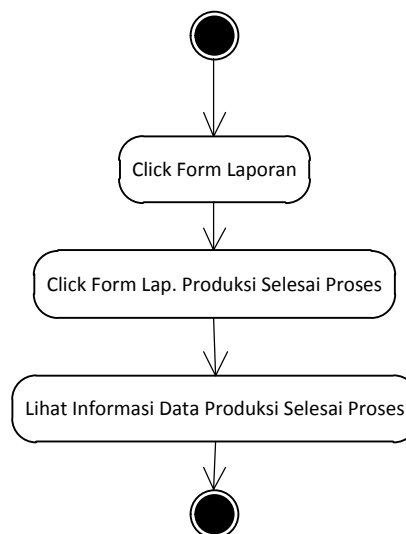 Click Form Laporan
Click Form Lap. Produksi Selesai Proses
Lihat Informasi Data Produksi Selesai Proses